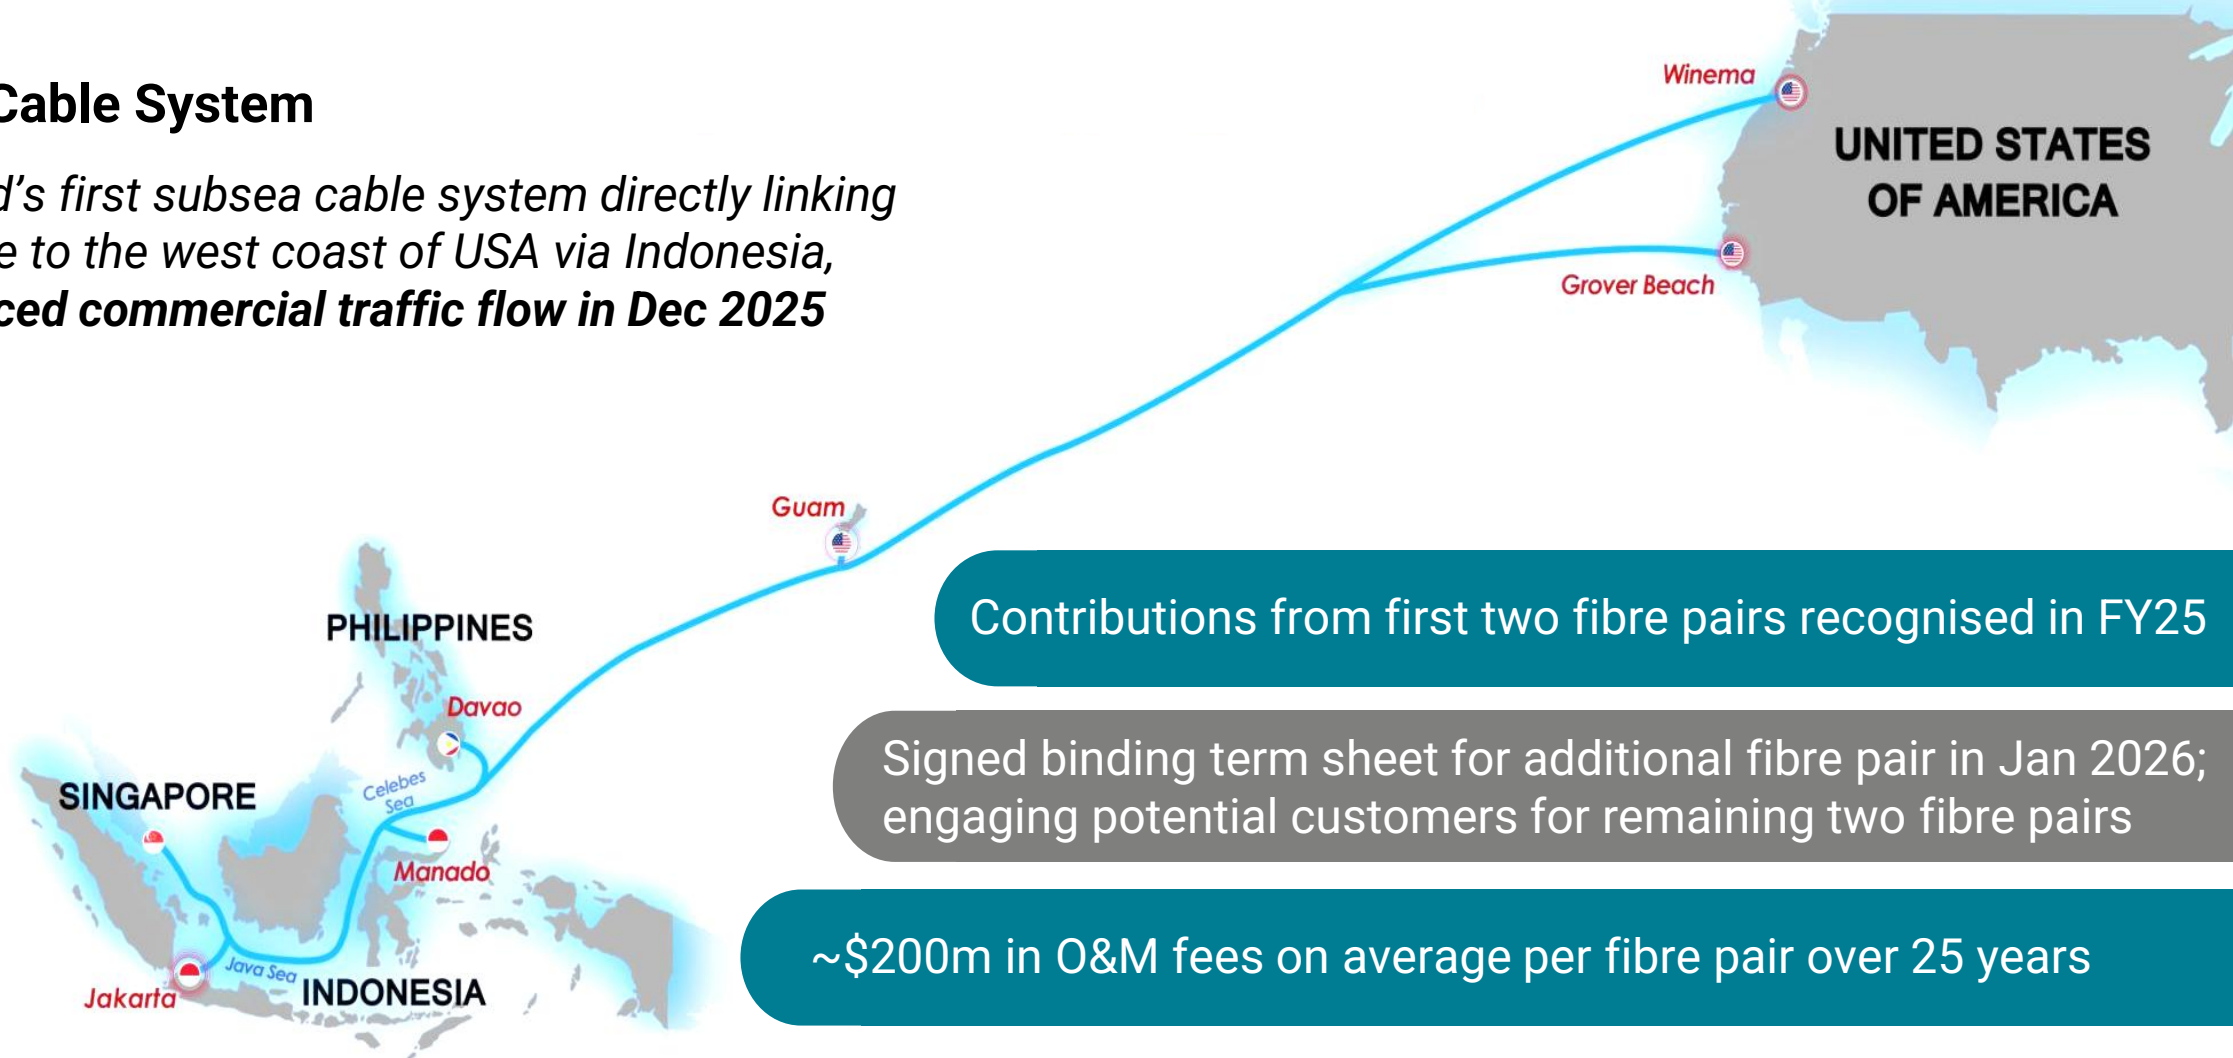 Cable System
d's first subsea cable system directly linking
e to the west coast of USA via Indonesia,
ced commercial traffic flow in Dec 2025
Winema
UNITED STATES
OF AMERICA
Grover Beach
Guam
PHILIPPINES
Davao
SINGAPORE
Celebes
Sea
Manado
Java Sea
Jakarta
INDONESIA
Contributions from first two fibre pairs recognised in FY25
Signed binding term sheet for additional fibre pair in Jan 2026;
engaging potential customers for remaining two fibre pairs
~$200m in O&M fees on average per fibre pair over 25 years